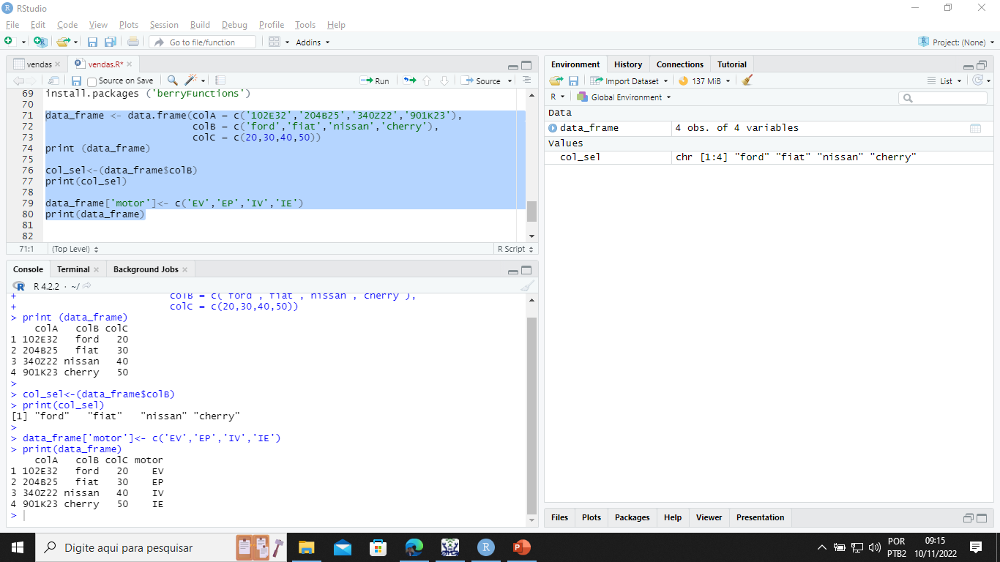 RStudio
File Edit Code View Plots Session Build Debug Profile Tools Help
Go to file/function Addins Project: (None)
vendas vendas.R*
Source on Save Run Source
69 install.packages ('berryFunctions')
70
71 data_frame <- data.frame(colA = c('102E32','204B25','340Z22','901K23'),
72 colB = c('ford','fiat','nissan','cherry'),
73 colC = c(20,30,40,50))
74 print (data_frame)
75
76 col_sel<-(data_frame$colB)
77 print(col_sel)
78
79 data_frame['motor']<- c('EV','EP','IV','IE')
80 print(data_frame)
81
82
71:1 (Top Level) R Script
Console Terminal Background Jobs
R 4.2.2 · ~/
+ colB = c('ford','fiat','nissan','cherry'),
+ colC = c(20,30,40,50))
> print (data_frame)
colA colB colC
1 102E32 ford 20
2 204B25 fiat 30
3 340Z22 nissan 40
4 901K23 cherry 50
>
> col_sel<-(data_frame$colB)
> print(col_sel)
[1] "ford" "fiat" "nissan" "cherry"
>
> data_frame['motor']<- c('EV','EP','IV','IE')
> print(data_frame)
colA colB colC motor
1 102E32 ford 20 EV
2 204B25 fiat 30 EP
3 340Z22 nissan 40 IV
4 901K23 cherry 50 IE
>
Environment History Connections Tutorial
Import Dataset 137 MiB List
R Global Environment
Data
data_frame 4 obs. of 4 variables
Values
col_sel chr [1:4] "ford" "fiat" "nissan" "cherry"
Files Plots Packages Help Viewer Presentation
Digite aqui para pesquisar
POR 09:15
PTB2 10/11/2022